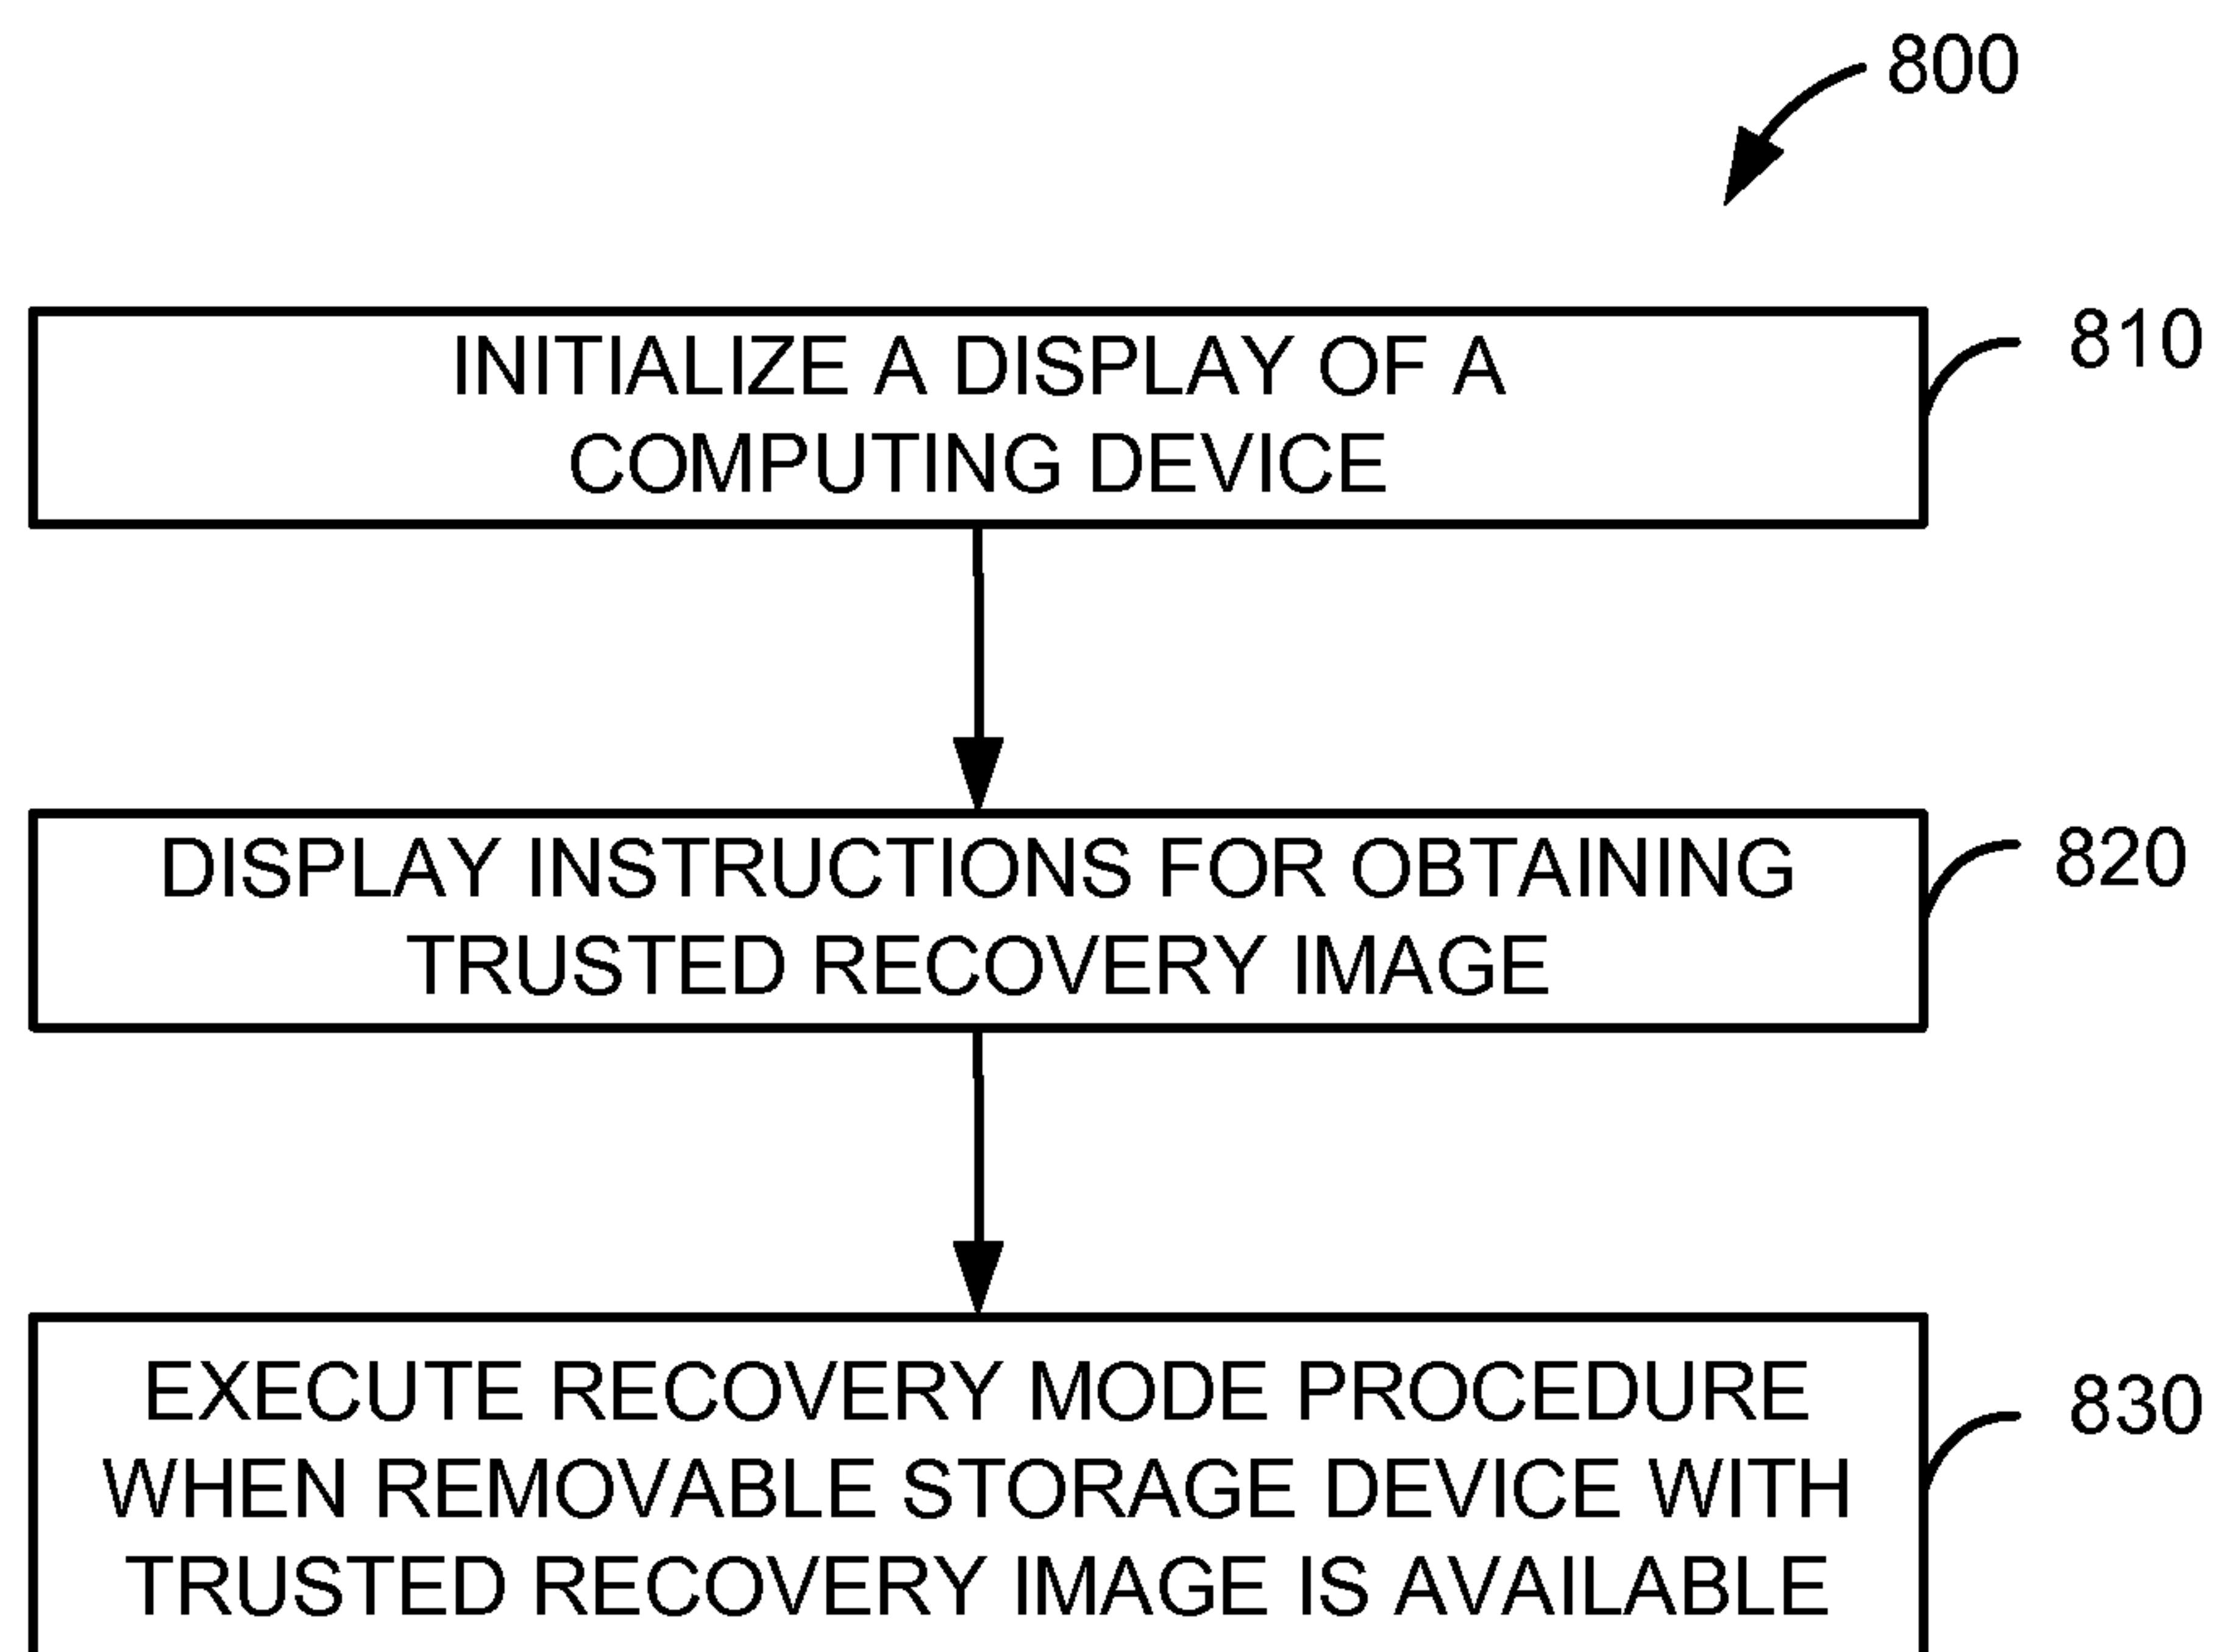 800
INITIALIZE A DISPLAY OF A
COMPUTING DEVICE
810
DISPLAY INSTRUCTIONS FOR OBTAINING
TRUSTED RECOVERY IMAGE
820
EXECUTE RECOVERY MODE PROCEDURE
WHEN REMOVABLE STORAGE DEVICE WITH
TRUSTED RECOVERY IMAGE IS AVAILABLE
830